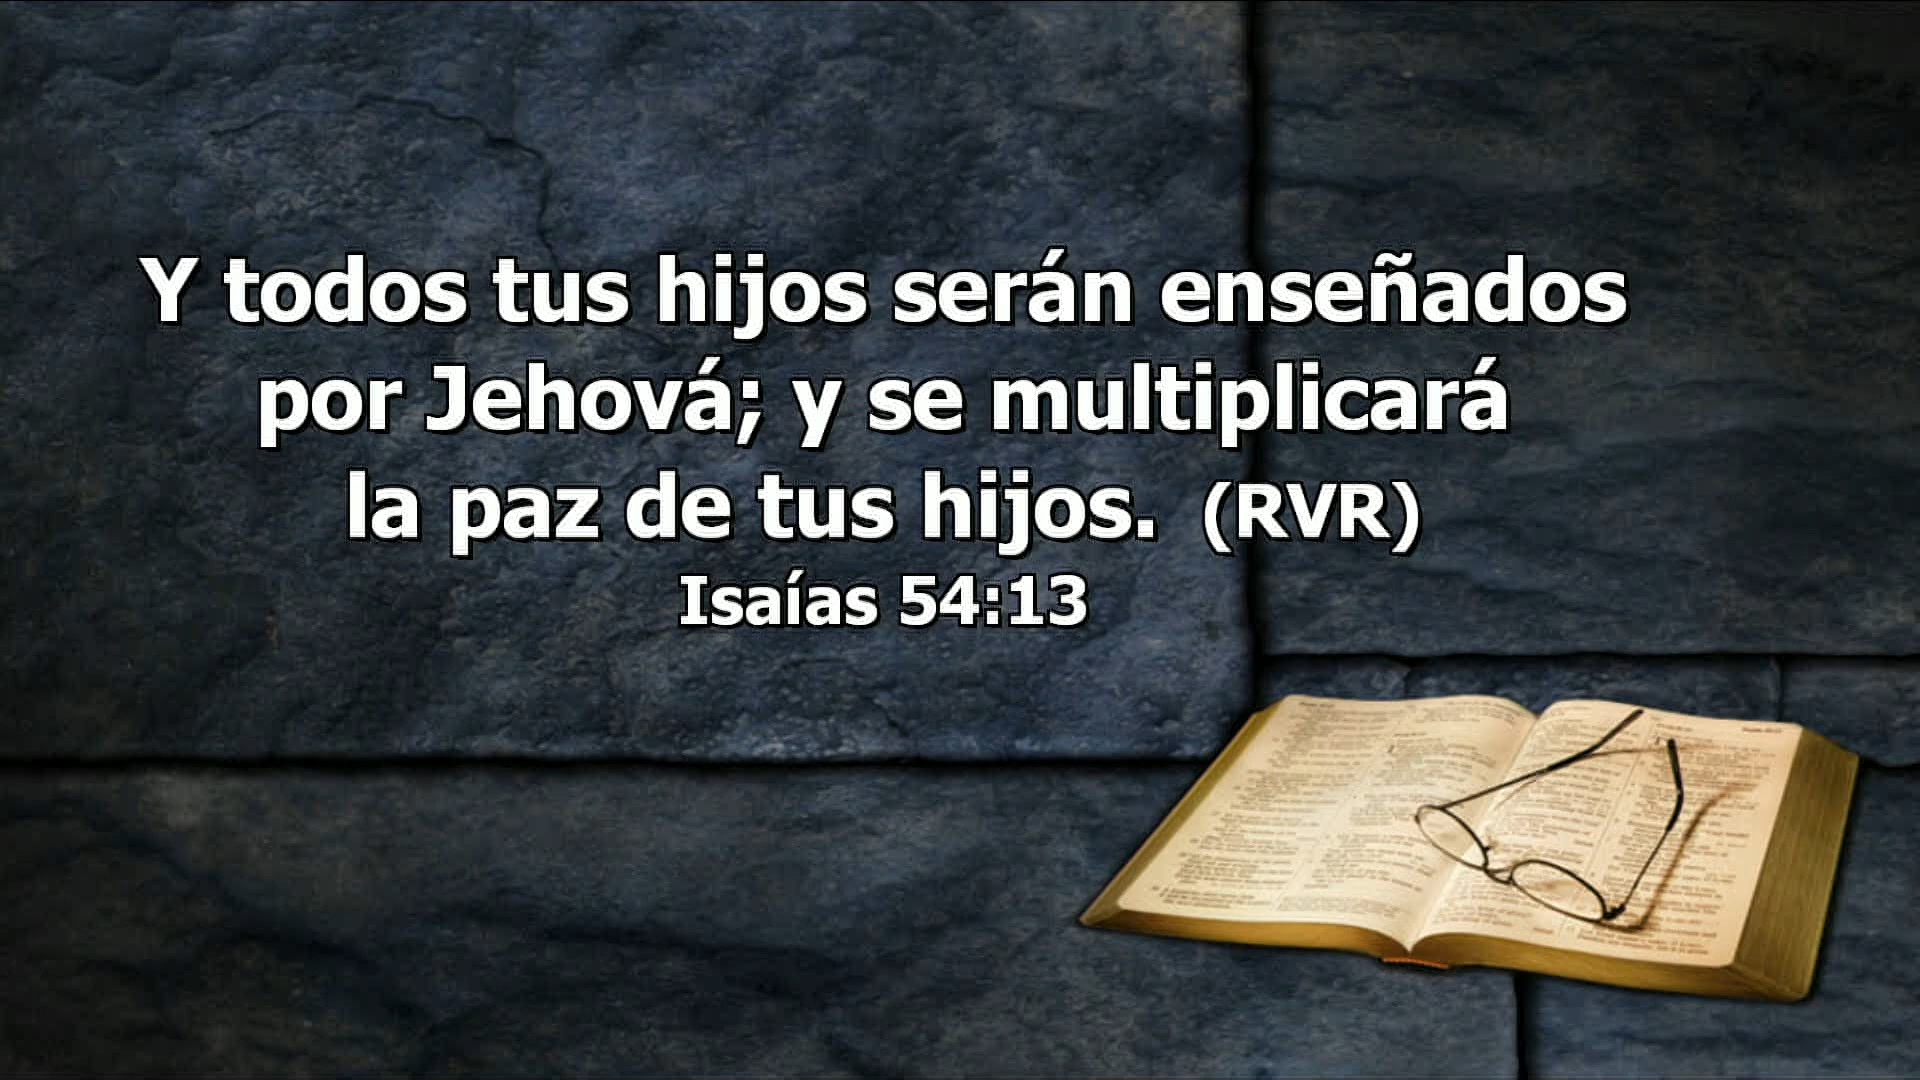 Y todos tus hijos serán enseñados
por Jehová; y se multiplicará
la paz de tus hijos. (RVR)
Isaías 54:13